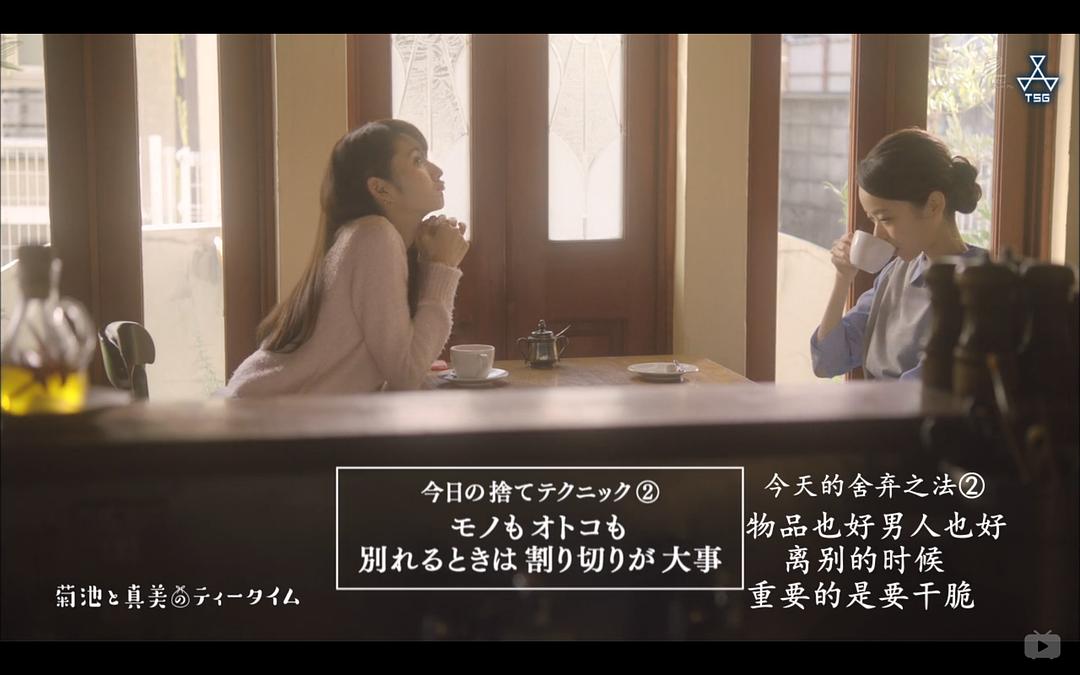 TSG
今日の捨てテクニック②
モノもオトコも
別れるときは割り切りが大事
今天的舍弃之法②
物品也好男人也好
离别的时候
重要的是要干脆
菊池と真美のティータイム